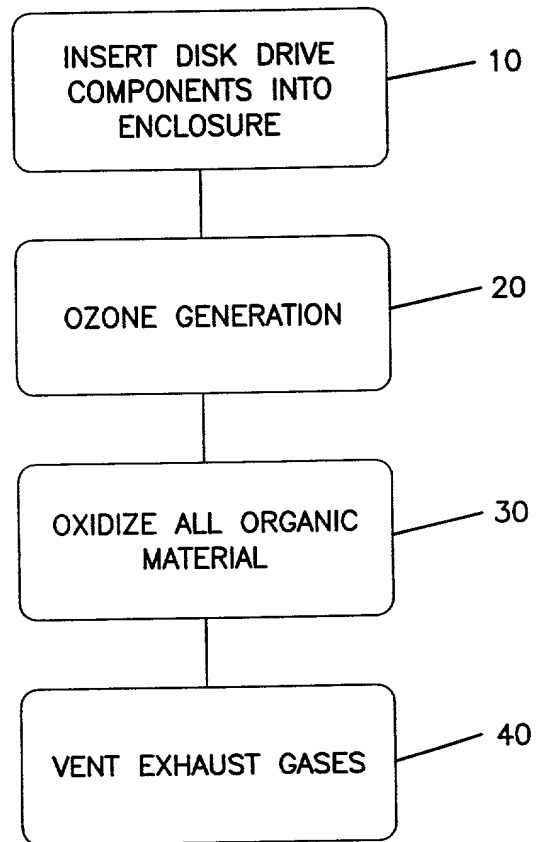 INSERT DISK DRIVE
COMPONENTS INTO
ENCLOSURE
10
OZONE GENERATION
20
OXIDIZE ALL ORGANIC
MATERIAL
30
VENT EXHAUST GASES
40